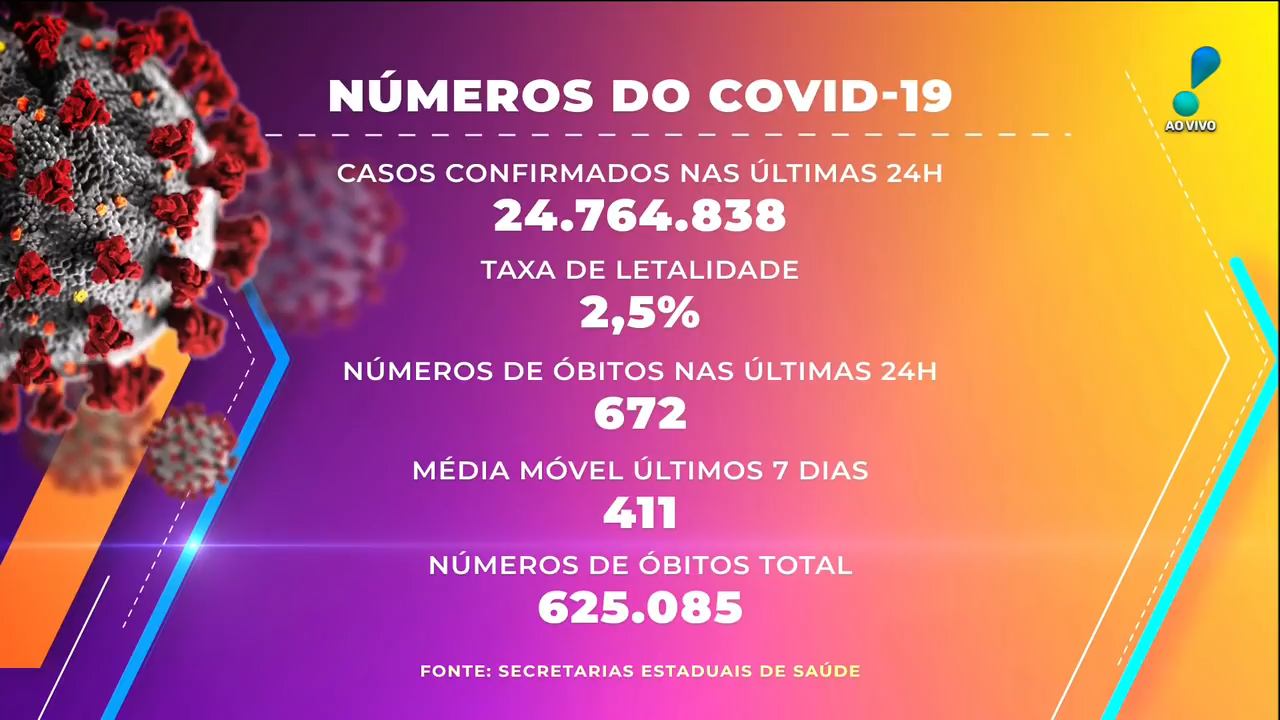 NÚMEROS DO COVID-19
AO VIVO
CASOS CONFIRMADOS NAS ÚLTIMAS 24H
24.764.838
TAXA DE LETALIDADE
2,5%
NÚMEROS DE ÓBITOS NAS ÚLTIMAS 24H
672
MÉDIA MÓVEL ÚLTIMOS 7 DIAS
411
NÚMEROS DE ÓBITOS TOTAL
625.085
FONTE: SECRETARIAS ESTADUAIS DE SAÚDE